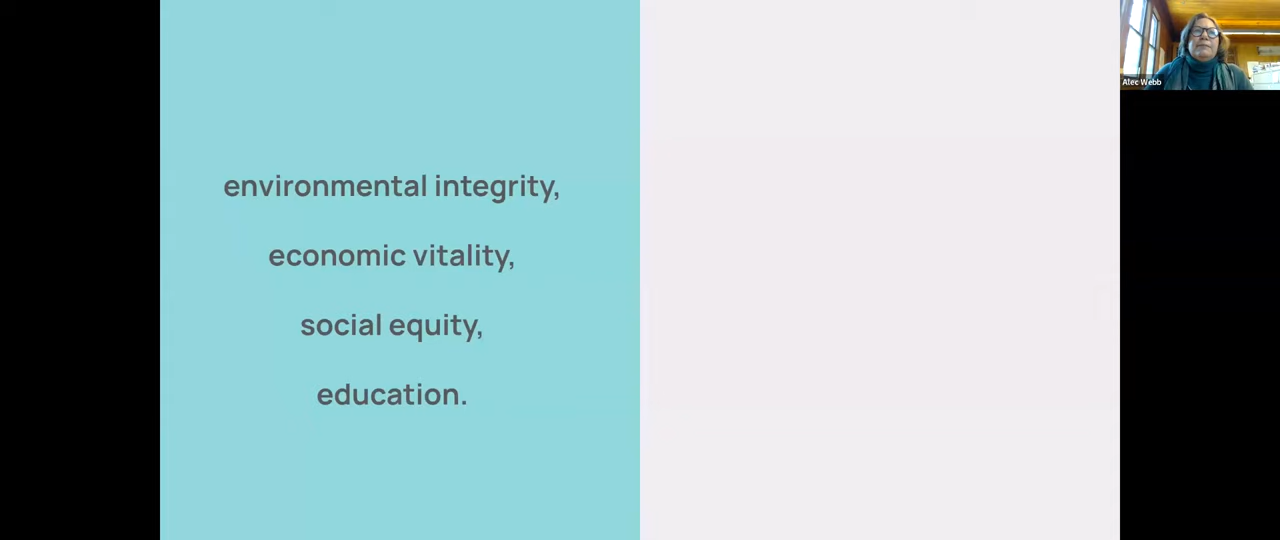 environmental integrity,
economic vitality,
social equity,
education.
Alec Webb